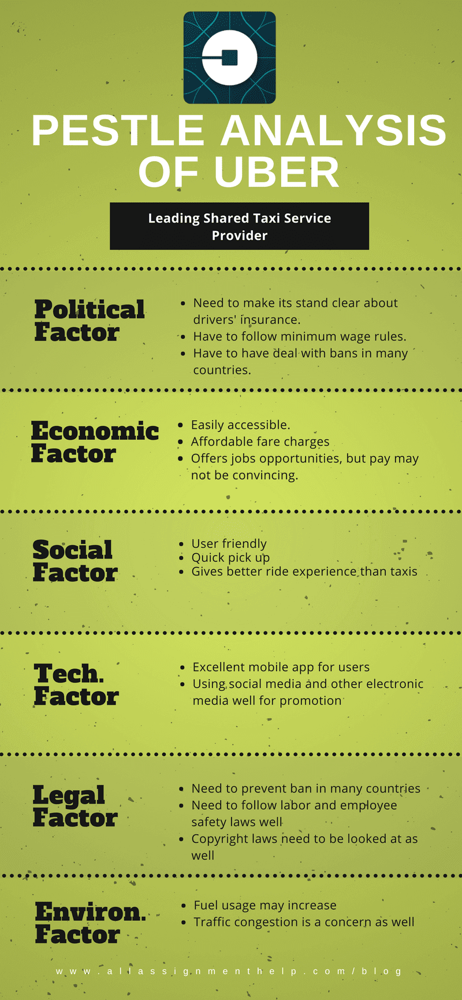 PESTLE ANALYSIS
OF UBER
Leading Shared Taxi Service
Provider
Political
Factor
• Need to make its stand clear about
drivers' insurance.
• Have to follow minimum wage rules.
• Have to have deal with bans in many
countries.
Economic
Factor
• Easily accessible.
• Affordable fare charges
• Offers jobs opportunities, but pay may
not be convincing.
Social
Factor
• User friendly
• Quick pick up
• Gives better ride experience than taxis
Tech.
Factor
• Excellent mobile app for users
• Using social media and other electronic
media well for promotion
Legal
Factor
• Need to prevent ban in many countries
• Need to follow labor and employee
safety laws well
• Copyright laws need to be looked at as
well
Environ.
Factor
• Fuel usage may increase
• Traffic congestion is a concern as well
www.allassignmenthelp.com/blog